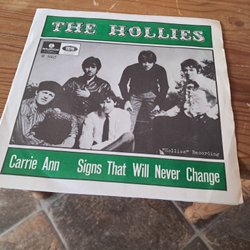 THE HOLLIES
"Hollies" Recording
Carrie Ann Signs That Will Never Change